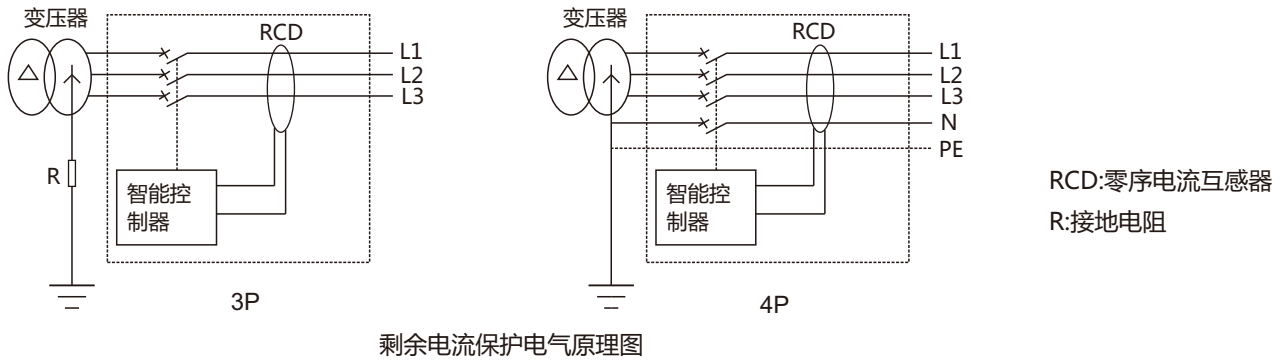 变压器
RCD
L1
L2
L3
R
智能控
制器
3P
变压器
RCD
L1
L2
L3
N
PE
智能控
制器
4P
RCD:零序电流互感器
R:接地电阻
剩余电流保护电气原理图